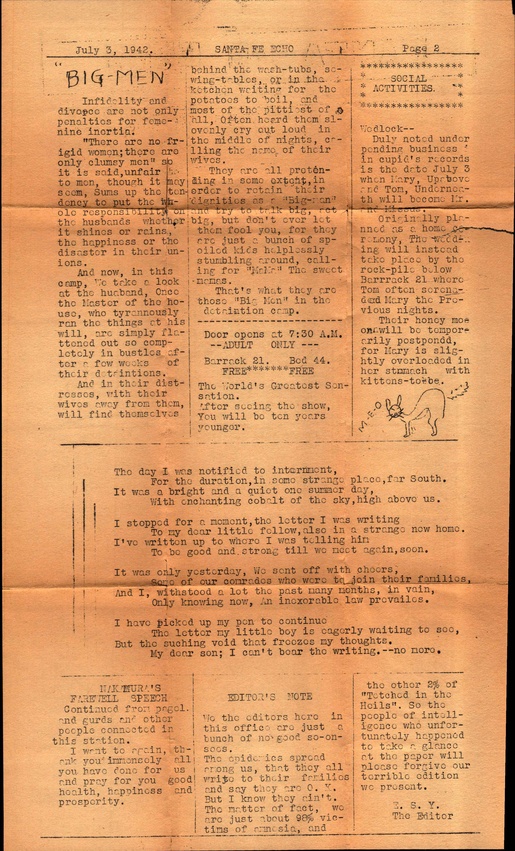 July 3, 1942.
SANTA FE ECHO
Page 2
"BIG-MEN"
Infidelity and
divorce are not only
penalties for feme-
nine inertia.
"There are no fr-
igid women;there are
only clumsy men" so
it is said,unfair
to men, though it may
seem, Sums up the ten
dency to put the wh-
ole responsibility on
the husbands whether
it shines or rains,
the happiness or the
disaster in their un-
ions.
And now, in this
camp, We take a look
at the husband, Once
the Master of the ho-
use, who tyrannously
ran the things at his
will, are simply fla-
ttened out so comp-
letely in bustles af-
ter a few weeks of
their detintions.
And in their dist-
resses, with their
wives away from them,
will find themselves
behind the wash-tubs, se-
wing-tables, or in the
ketchen waiting for the
potatoes to boil, and
most of the pittiest of
all, Often heard them sl-
ovenly cry out loud in
the middle of nights, ca-
lling the name of their
wives.
They are all preten-
ding in some extent, in
order to retain their
dignities as a "Big-man"
and try to talk big, act
big, but don't ever let
them fool you, for they
are just a bunch of sp-
oiled kids helplessly
stumbling around, call-
ing for "MaMa" The sweet
mamas.
That's what they are
those "Big Men" in the
detaintion camp.
Door opens at 7:30 A.M.
--ADULT ONLY ---
Barrack 21. Bed 44.
FREE*******FREE
The World's Greatest Sen-
sation.
After seeing the show,
You will be ten years
younger.
****************
* SOCIAL *
* ACTIVITIES. *
****************
Wedlock--
Duly noted under
pending business
in cupid's records
is the date July 3
when Mary, Upabove
and Tom, Undernea-
th will become Mr.
and Missus.
Originally pla-
nned as a home ce-
remony, The wedd-
ing will instead
take place by the
rock-pile below
Barrrack 21 where
Tom often serena-
ded Mary the Pre-
vious nights.
Their honey moon
will be tempor-
arily postpond,
for Mary is slig-
htly overloaded in
her stomach with
kittens-to-be.
M-E-O
The day I was notified to internment,
For the duration,in some strange place,far South.
It was a bright and a quiet one summer day,
With enchanting cobalt of the sky,high above us.
I stopped for a moment,the letter I was writing
To my dear little fellow,also in a strange new home.
I've written up to where I was telling him
To be good and strong till we meet again,soon.
It was only yesterday, We sent off with cheers,
Some of our comrades who were to join their families,
And I, withstood a lot the past many months, in vain,
Only knowing now, An inexorable law prevailes.
I have picked up my pen to continue
The letter my little boy is eagerly waiting to see,
But the suching void that freezes my thoughts.
My dear son; I can't bear the writing.--no more.
NAKAMURA'S
FAREWELL SPEECH
Continued from page1.
and gurds and other
people connected in
this station.
I want to again, th-
ank you immensely all
you have done for us
and pray for you good
health, happiness and
prosperity.
EDITOR'S NOTE
We the editors here in
this office are just a
bunch of no-good so-on-
soes.
The epidemics spread
among us, that they all
write to their families
and say they are O. K.
But I know they ain't.
The matter of fact, we
are just about 98% vic-
tims of amnesia, and
the other 2% of
"Tetched in the
Heils". So the
people of intell-
igence who unfor-
tunately happened
to take a glance
at the paper will
please forgive our
terrible edition
we present.
E. S. Y.
The Editor